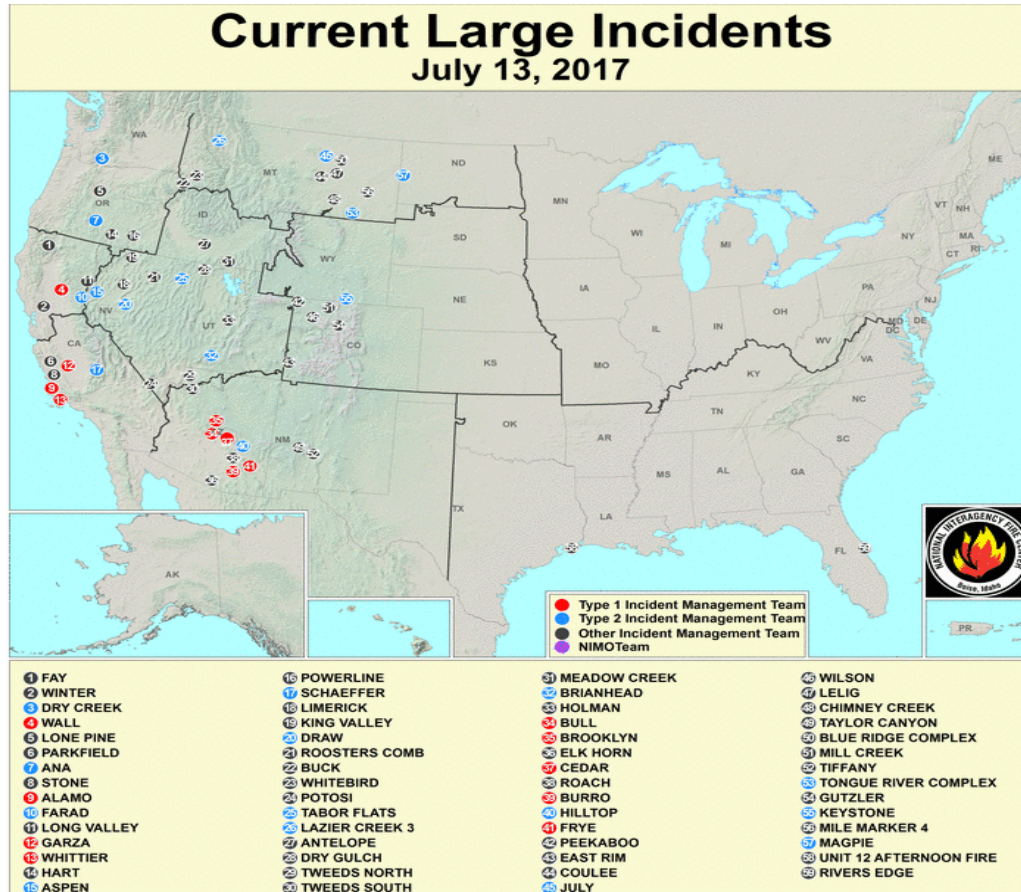 Current Large Incidents
July 13, 2017
WA
OR
ID
MT
ND
SD
WY
NE
MN
WI
MI
IA
IL
IN
OH
PA
NY
VT
NH
ME
MA
RI
CT
NJ
DE
MD
DC
WV
VA
KY
NC
TN
SC
GA
AL
MS
AR
LA
FL
MO
KS
OK
TX
CO
NM
UT
NV
CA
AK
PR
NATIONAL INTERAGENCY FIRE CENTER
Boise, Idaho
Type 1 Incident Management Team
Type 2 Incident Management Team
Other Incident Management Team
NIMOTeam
1 FAY
2 WINTER
3 DRY CREEK
4 WALL
5 LONE PINE
6 PARKFIELD
7 ANA
8 STONE
9 ALAMO
10 FARAD
11 LONG VALLEY
12 GARZA
13 WHITTIER
14 HART
15 ASPEN
16 POWERLINE
17 SCHAEFFER
18 LIMERICK
19 KING VALLEY
20 DRAW
21 ROOSTERS COMB
22 BUCK
23 WHITEBIRD
24 POTOSI
25 TABOR FLATS
26 LAZIER CREEK 3
27 ANTELOPE
28 DRY GULCH
29 TWEEDS NORTH
30 TWEEDS SOUTH
31 MEADOW CREEK
32 BRIANHEAD
33 HOLMAN
34 BULL
35 BROOKLYN
36 ELK HORN
37 CEDAR
38 ROACH
39 BURRO
40 HILLTOP
41 FRYE
42 PEEKABOO
43 EAST RIM
44 COULEE
45 JULY
46 WILSON
47 LELIG
48 CHIMNEY CREEK
49 TAYLOR CANYON
50 BLUE RIDGE COMPLEX
51 MILL CREEK
52 TIFFANY
53 TONGUE RIVER COMPLEX
54 GUTZLER
55 KEYSTONE
56 MILE MARKER 4
57 MAGPIE
58 UNIT 12 AFTERNOON FIRE
59 RIVERS EDGE